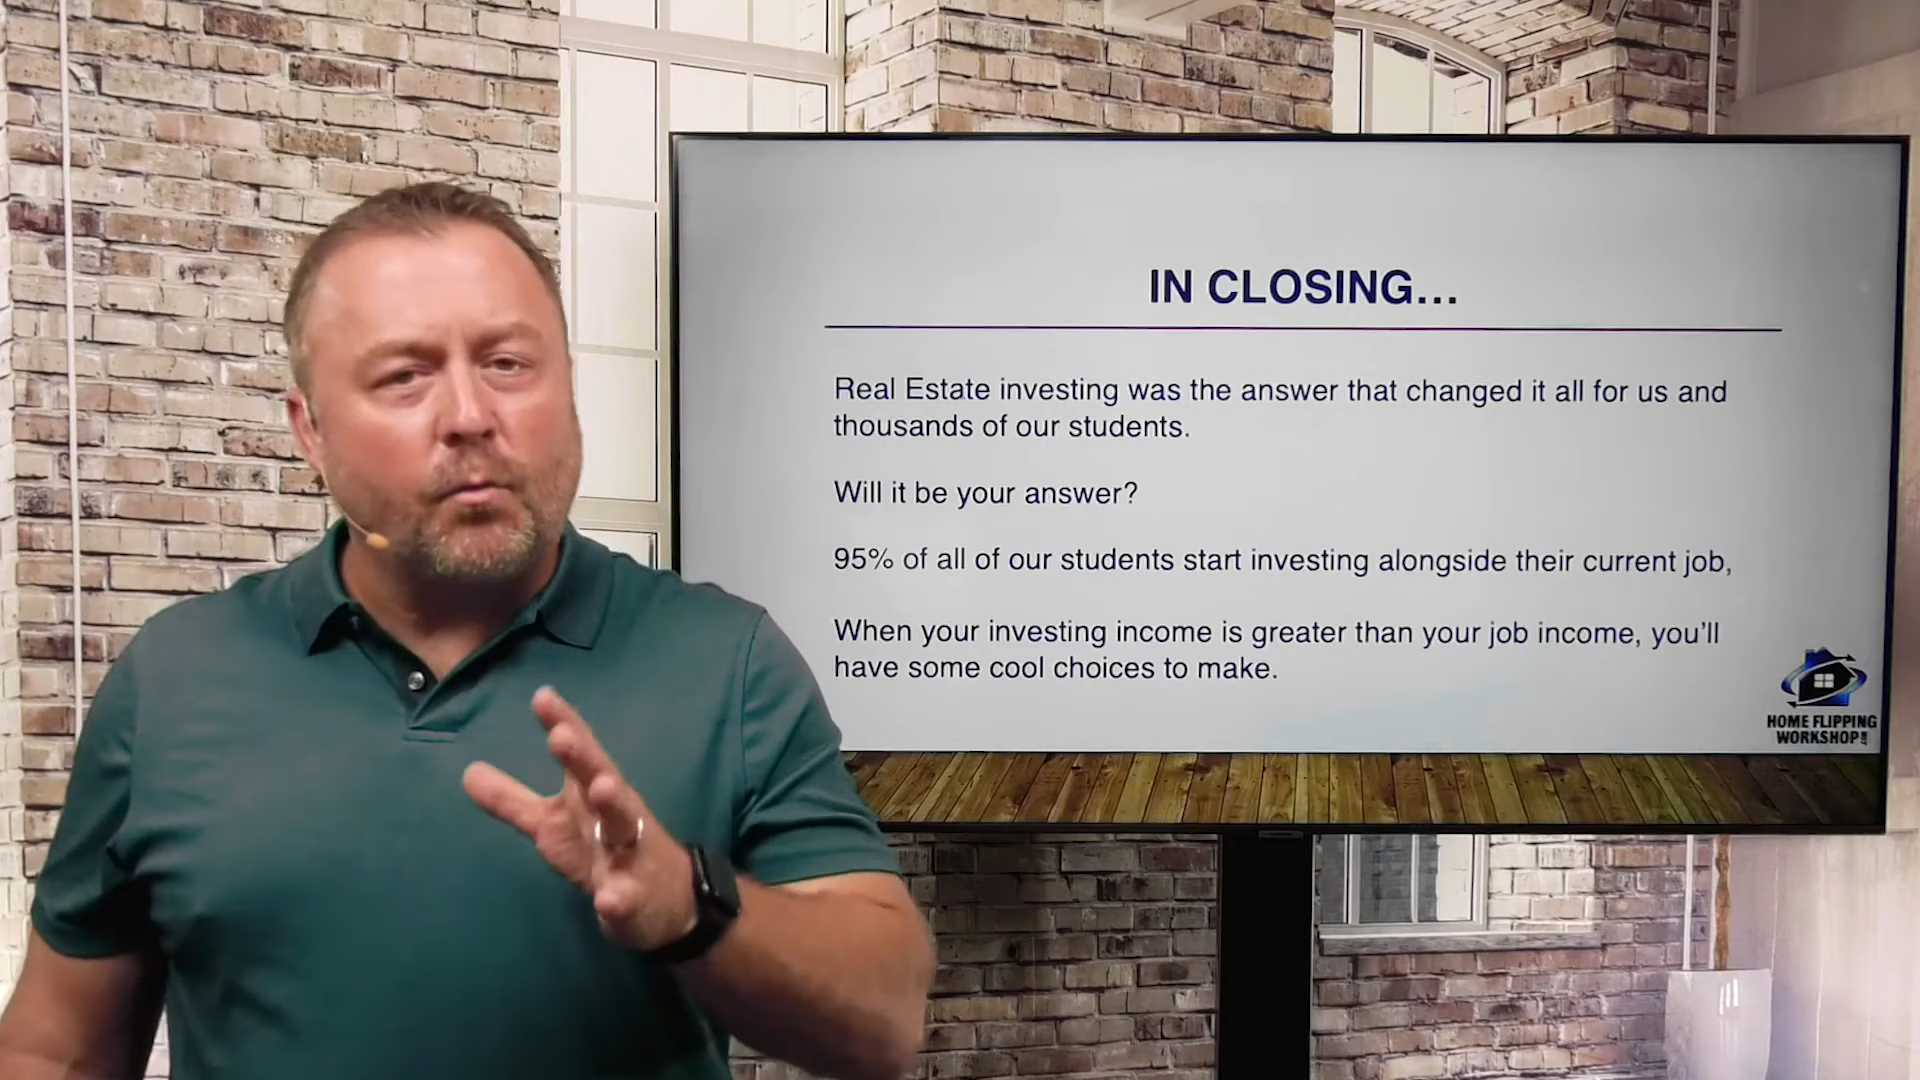 IN CLOSING...
Real Estate investing was the answer that changed it all for us and
thousands of our students.
Will it be your answer?
95% of all of our students start investing alongside their current job,
When your investing income is greater than your job income, you'll
have some cool choices to make.
HOME FLIPPING
WORKSHOP!